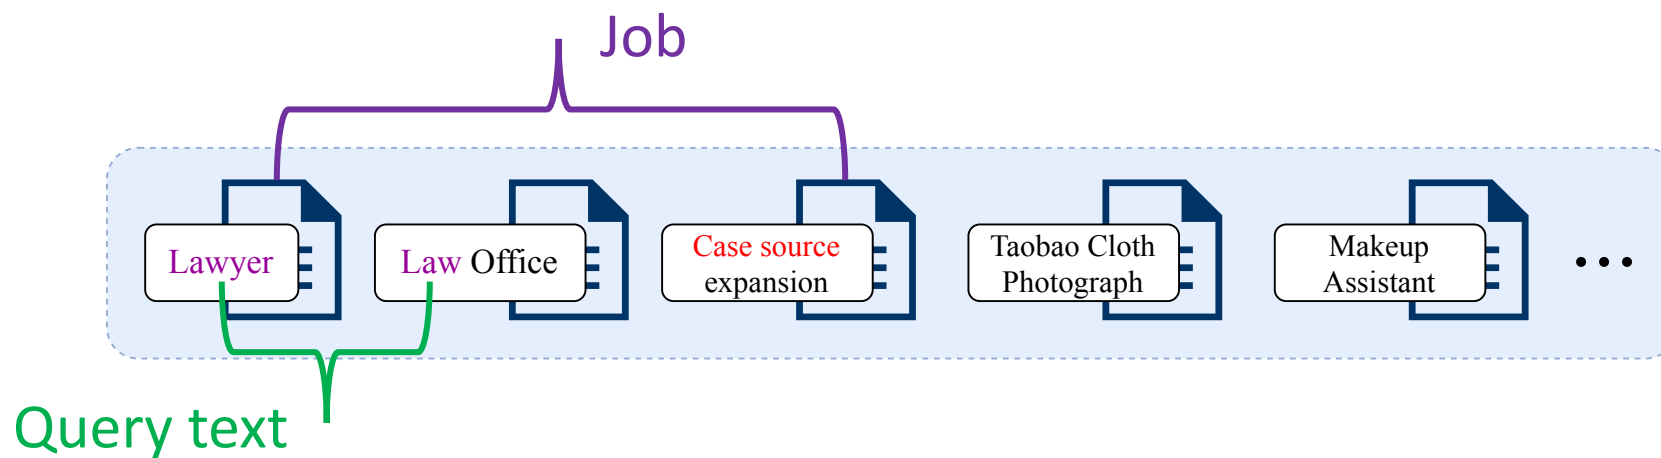 Job
Lawyer
Law Office
Case source
expansion
Taobao Cloth
Photograph
Makeup
Assistant
...
Query text